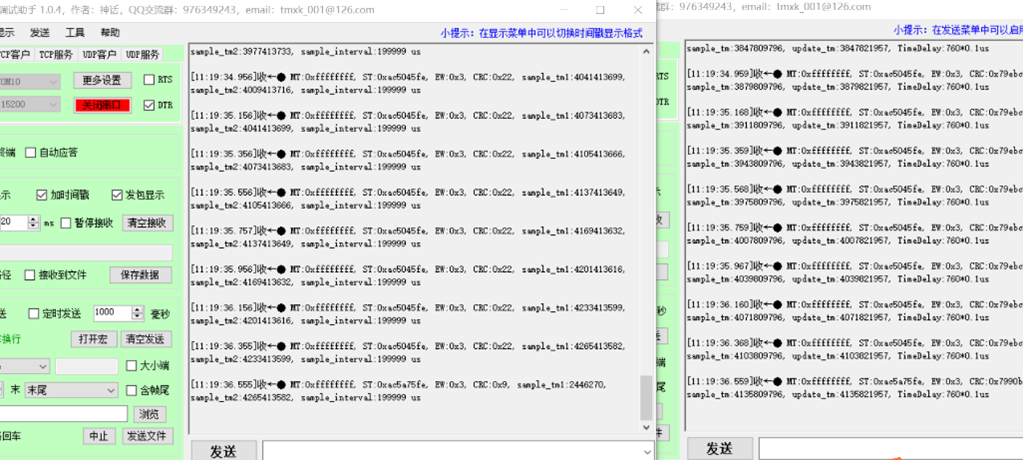 调试助手 1.0.4, 作者: 神话, QQ交流群: 976349243, email: tmxk_001@126.com
流群: 976349243, email: tmxk_001@126.com
显示 发送 工具 帮助
小提示: 在显示菜单中可以切换时间戳显示格式
小提示: 在发送菜单中可以启用
TCP客户 TCP服务 UDP客户 UDP服务
COM10 更多设置 RTS
15200 关闭串口 DTR
终端 自动应答
示 加时间戳 发包显示
20 ms 暂停接收 清空接收
径 接收到文件 保存数据
送 定时发送 1000 毫秒
换行 打开宏 清空发送
大小端
末 末尾 含帧尾
浏览
回车 中止 发送文件
sample_tm2:3977413733, sample_interval:199999 us
[11:19:34.956]收←● MT:0xffffffff, ST:0xac5045fe, EW:0x3, CRC:0x22, sample_tm1:4041413699,
sample_tm2:4009413716, sample_interval:199999 us
[11:19:35.156]收←● MT:0xffffffff, ST:0xac5045fe, EW:0x3, CRC:0x22, sample_tm1:4073413683,
sample_tm2:4041413699, sample_interval:199999 us
[11:19:35.356]收←● MT:0xffffffff, ST:0xac5045fe, EW:0x3, CRC:0x22, sample_tm1:4105413666,
sample_tm2:4073413683, sample_interval:199999 us
[11:19:35.556]收←● MT:0xffffffff, ST:0xac5045fe, EW:0x3, CRC:0x22, sample_tm1:4137413649,
sample_tm2:4105413666, sample_interval:199999 us
[11:19:35.757]收←● MT:0xffffffff, ST:0xac5045fe, EW:0x3, CRC:0x22, sample_tm1:4169413632,
sample_tm2:4137413649, sample_interval:199999 us
[11:19:35.956]收←● MT:0xffffffff, ST:0xac5045fe, EW:0x3, CRC:0x22, sample_tm1:4201413616,
sample_tm2:4169413632, sample_interval:199999 us
[11:19:36.156]收←● MT:0xffffffff, ST:0xac5045fe, EW:0x3, CRC:0x22, sample_tm1:4233413599,
sample_tm2:4201413616, sample_interval:199999 us
[11:19:36.355]收←● MT:0xffffffff, ST:0xac5045fe, EW:0x3, CRC:0x22, sample_tm1:4265413582,
sample_tm2:4233413599, sample_interval:199999 us
[11:19:36.555]收←● MT:0xffffffff, ST:0xac5a75fe, EW:0x3, CRC:0x9, sample_tm1:2446270,
sample_tm2:4265413582, sample_interval:199999 us
发送
RTS
DTR
sample_tm:3847809796, update_tm:3847821957, TimeDelay:760*0.1us
[11:19:34.959]收←● MT:0xffffffff, ST:0xac5045fe, EW:0x3, CRC:0x79eb
sample_tm:3879809796, update_tm:3879821957, TimeDelay:760*0.1us
[11:19:35.168]收←● MT:0xffffffff, ST:0xac5045fe, EW:0x3, CRC:0x79eb
sample_tm:3911809796, update_tm:3911821957, TimeDelay:760*0.1us
[11:19:35.359]收←● MT:0xffffffff, ST:0xac5045fe, EW:0x3, CRC:0x79eb
sample_tm:3943809796, update_tm:3943821957, TimeDelay:760*0.1us
[11:19:35.568]收←● MT:0xffffffff, ST:0xac5045fe, EW:0x3, CRC:0x79eb
sample_tm:3975809796, update_tm:3975821957, TimeDelay:760*0.1us
[11:19:35.759]收←● MT:0xffffffff, ST:0xac5045fe, EW:0x3, CRC:0x79eb
sample_tm:4007809796, update_tm:4007821957, TimeDelay:760*0.1us
[11:19:35.967]收←● MT:0xffffffff, ST:0xac5045fe, EW:0x3, CRC:0x79eb
sample_tm:4039809796, update_tm:4039821957, TimeDelay:760*0.1us
[11:19:36.160]收←● MT:0xffffffff, ST:0xac5045fe, EW:0x3, CRC:0x79eb
sample_tm:4071809796, update_tm:4071821957, TimeDelay:760*0.1us
[11:19:36.368]收←● MT:0xffffffff, ST:0xac5045fe, EW:0x3, CRC:0x79eb
sample_tm:4103809796, update_tm:4103821957, TimeDelay:760*0.1us
[11:19:36.559]收←● MT:0xffffffff, ST:0xac5a75fe, EW:0x3, CRC:0x7990b
sample_tm:4135809796, update_tm:4135821957, TimeDelay:760*0.1us
发送